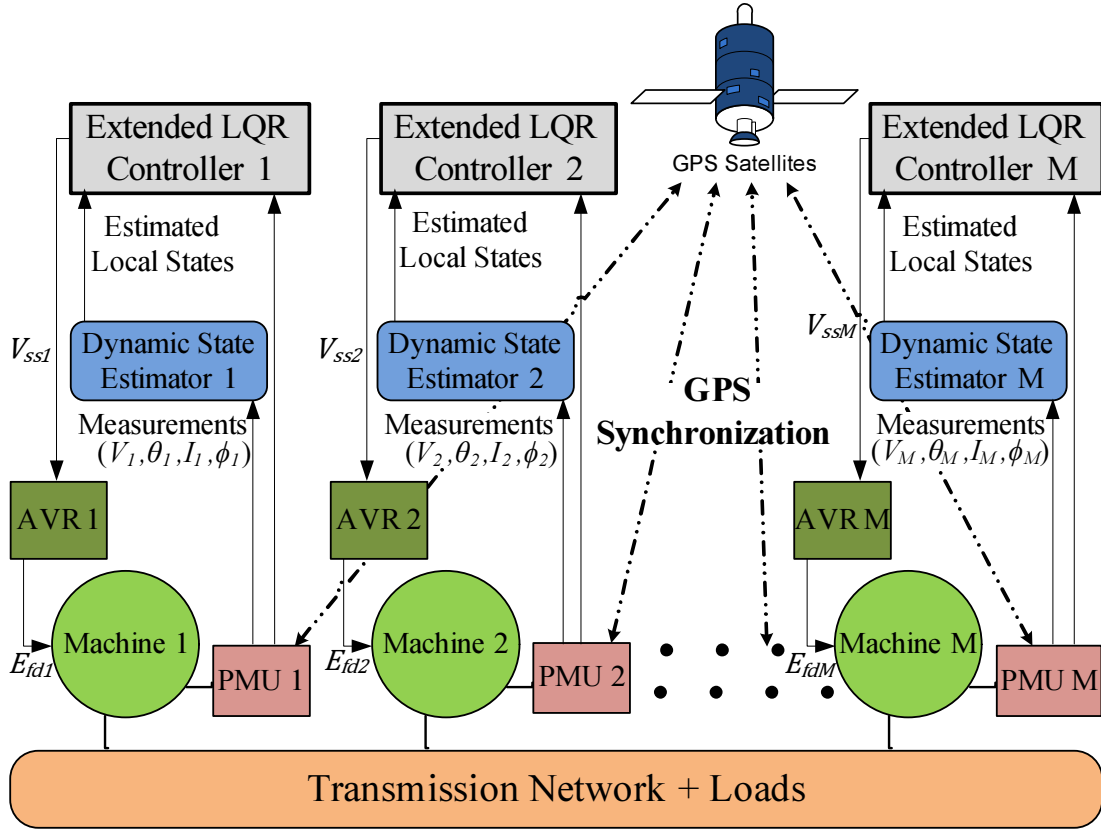 Extended LQR
Controller 1
Extended LQR
Controller 2
GPS Satellites
Extended LQR
Controller M
Estimated
Local States
Estimated
Local States
Estimated
Local States
Vss1
Dynamic State
Estimator 1
Vss2
Dynamic State
Estimator 2
GPS
Synchronization
VssM
Dynamic State
Estimator M
Measurements
(V1,θ1,I1,ϕ1)
Measurements
(V2,θ2,I2,ϕ2)
Measurements
(VM,θM,IM,ϕM)
AVR 1
AVR 2
AVR M
Efd1
Machine 1
PMU 1
Efd2
Machine 2
PMU 2
EfdM
Machine M
PMU M
Transmission Network + Loads